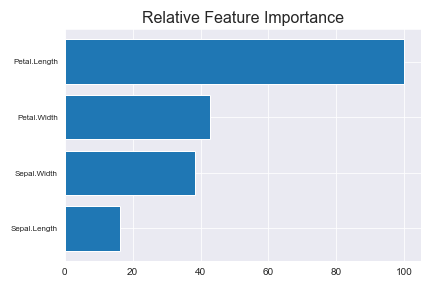 Relative Feature Importance
Petal.Length
Petal.Width
Sepal.Width
Sepal.Length
0 20 40 60 80 100